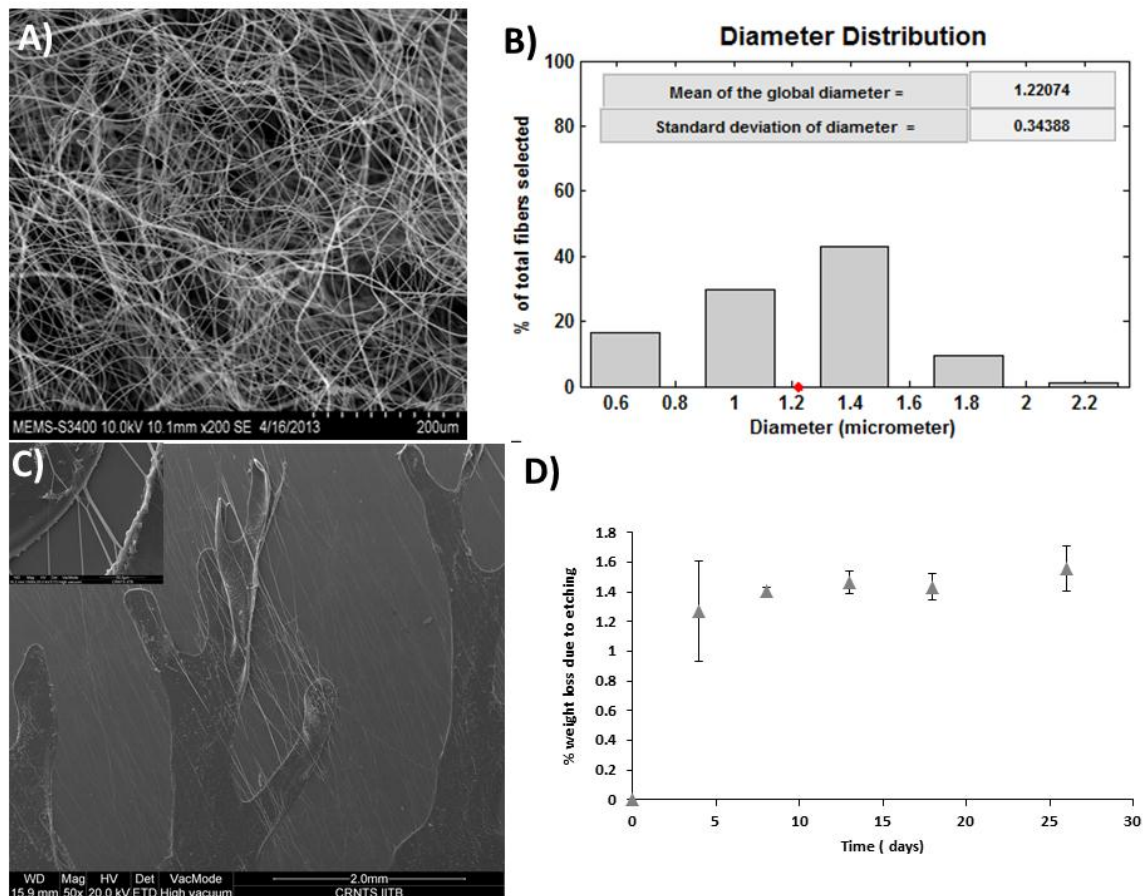 A)
MEMS-S3400 10.0kV 10.1mm x200 SE 4/16/2013 200um
B)
Diameter Distribution
Mean of the global diameter = 1.22074
Standard deviation of diameter = 0.34388
100
80
60
40
20
0
% of total fibers selected
0.6 0.8 1 1.2 1.4 1.6 1.8 2 2.2
Diameter (micrometer)
C)
WD Mag HV Det VacMode 2.0mm
15.9 mm 50x 20.0 kV ETD High vacuum CRNTS IITB
D)
1.8
1.6
1.4
1.2
1
0.8
0.6
0.4
0.2
0
% weight loss due to etching
0 5 10 15 20 25 30
Time ( days)